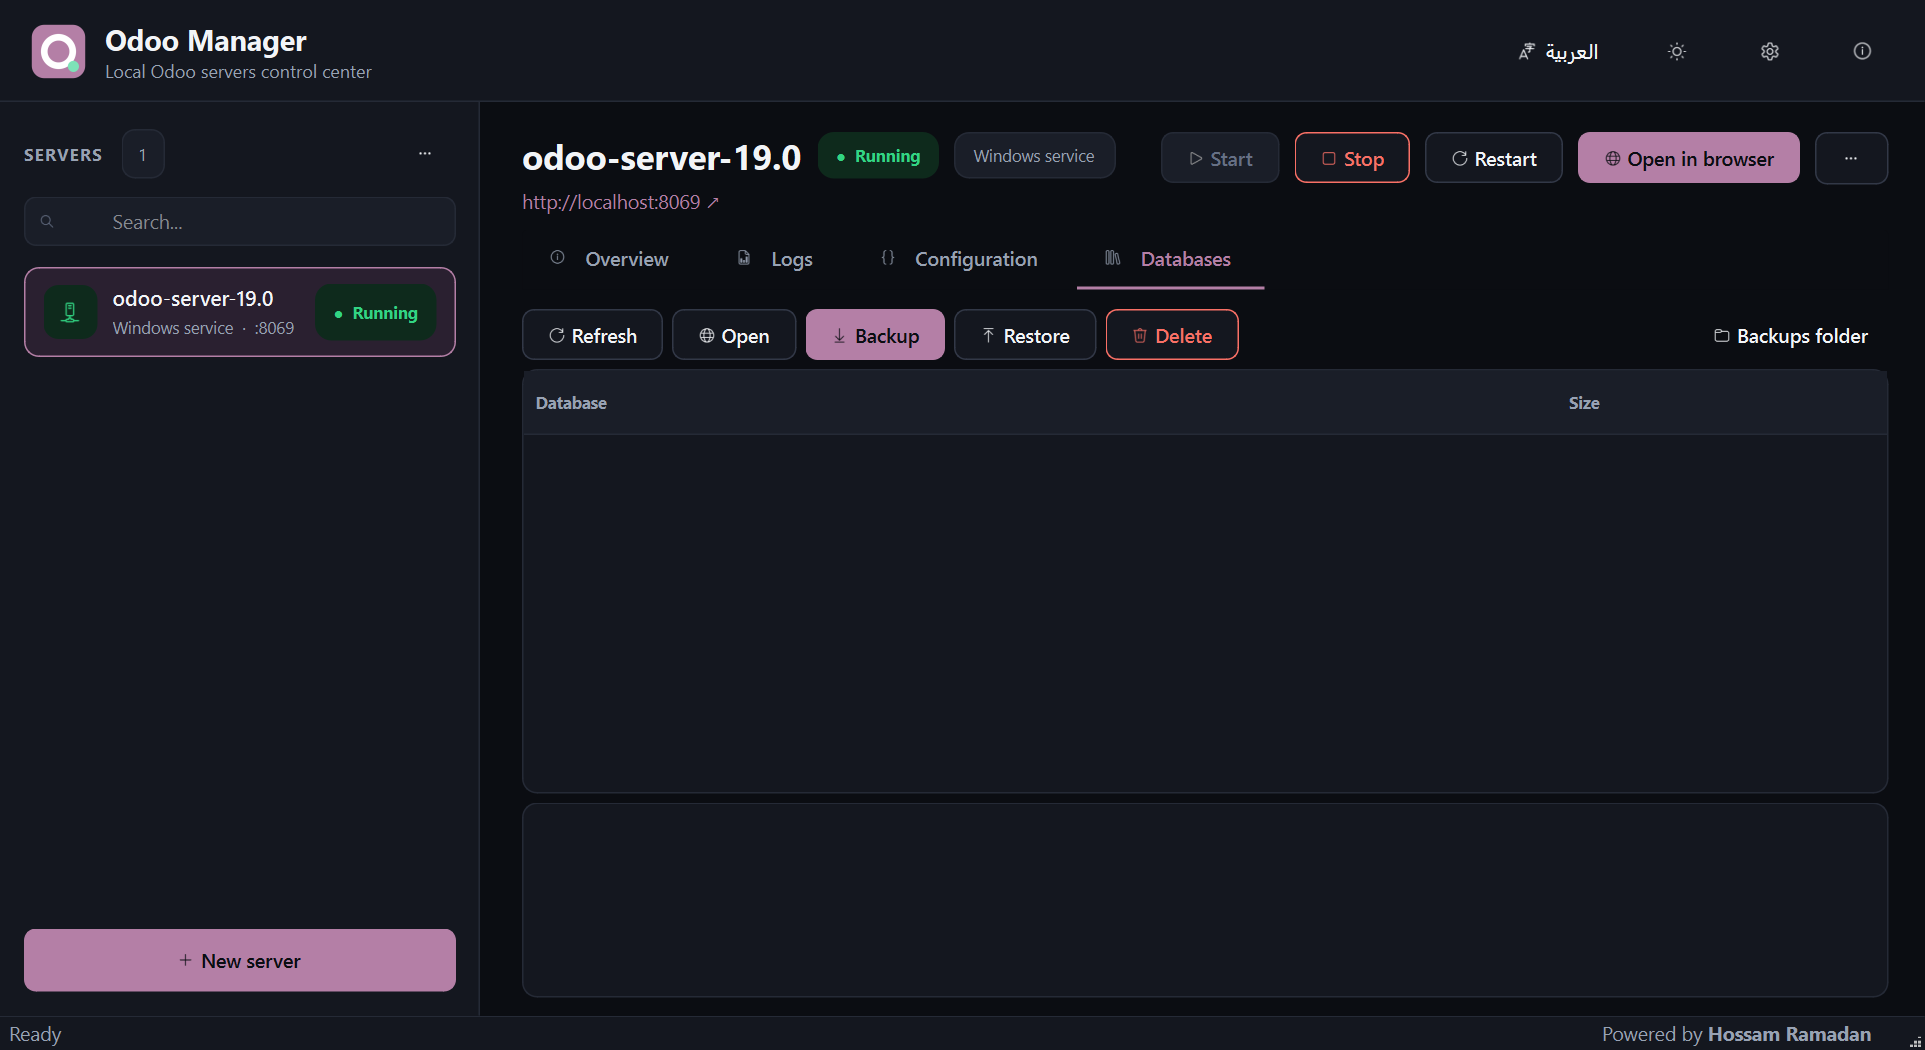 Odoo Manager
Local Odoo servers control center
العربية
SERVERS 1 ...
Search...
odoo-server-19.0
Windows service · :8069
Running
New server
odoo-server-19.0 Running Windows service Start Stop Restart Open in browser ...
http://localhost:8069 ↗
Overview Logs Configuration Databases
Refresh Open Backup Restore Delete Backups folder
Database Size
Ready
Powered by Hossam Ramadan